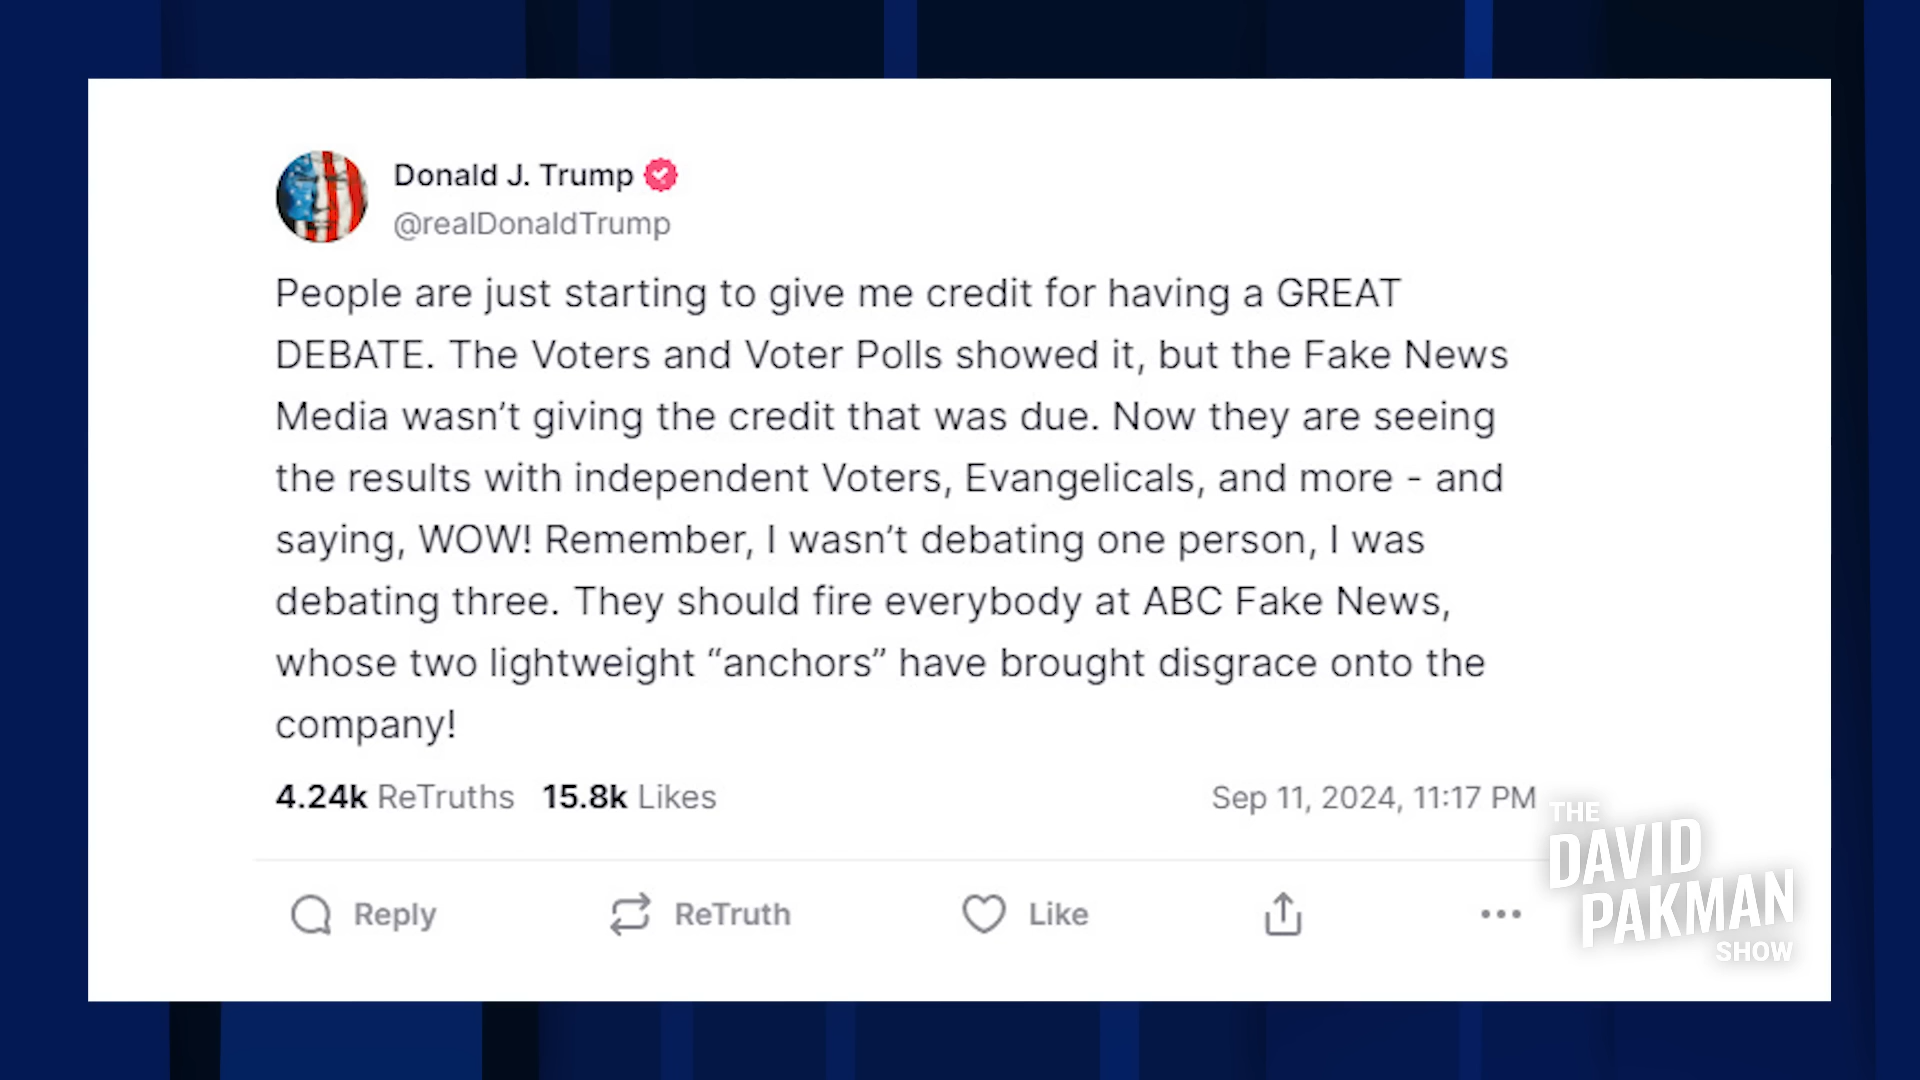 Donald J. Trump
@realDonaldTrump
People are just starting to give me credit for having a GREAT
DEBATE. The Voters and Voter Polls showed it, but the Fake News
Media wasn’t giving the credit that was due. Now they are seeing
the results with independent Voters, Evangelicals, and more - and
saying, WOW! Remember, I wasn’t debating one person, I was
debating three. They should fire everybody at ABC Fake News,
whose two lightweight “anchors” have brought disgrace onto the
company!
4.24k ReTruths 15.8k Likes
Sep 11, 2024, 11:17 PM
Reply
ReTruth
Like
THE
DAVID
PAKMAN
SHOW